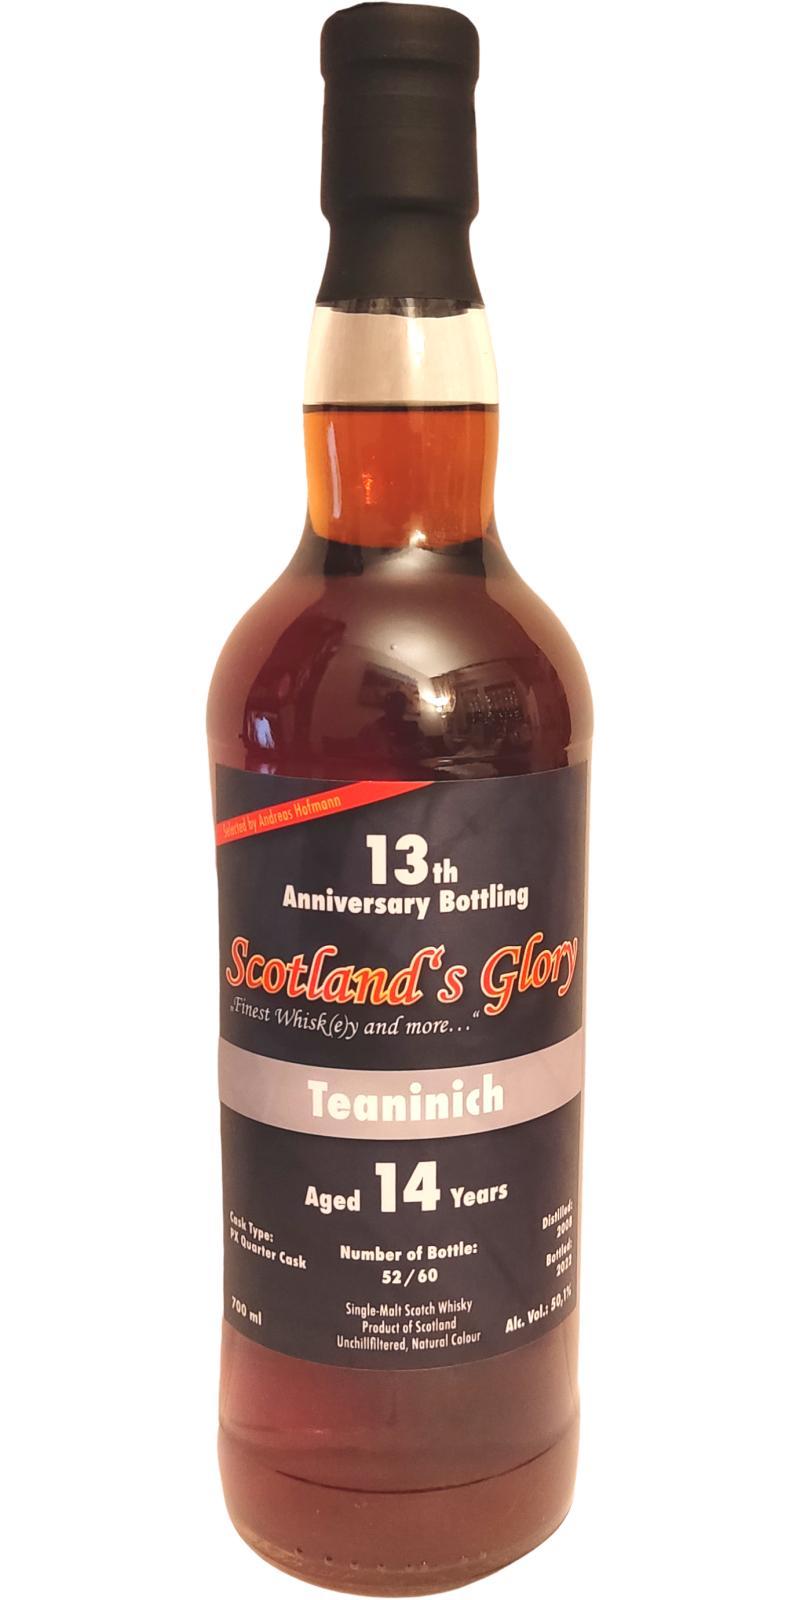 Selected by Andreas Hofmann
13th
Anniversary Bottling
Scotland‘s Glory
„Finest Whisk(e)y and more...“
Teaninich
Aged 14 Years
Cask Type:
PX Quarter Cask
700 ml
Number of Bottle:
52 / 60
Single-Malt Scotch Whisky
Product of Scotland
Unchillfiltered, Natural Colour
Distilled:
2008
Bottled:
2022
Alc. Vol.: 50,1%